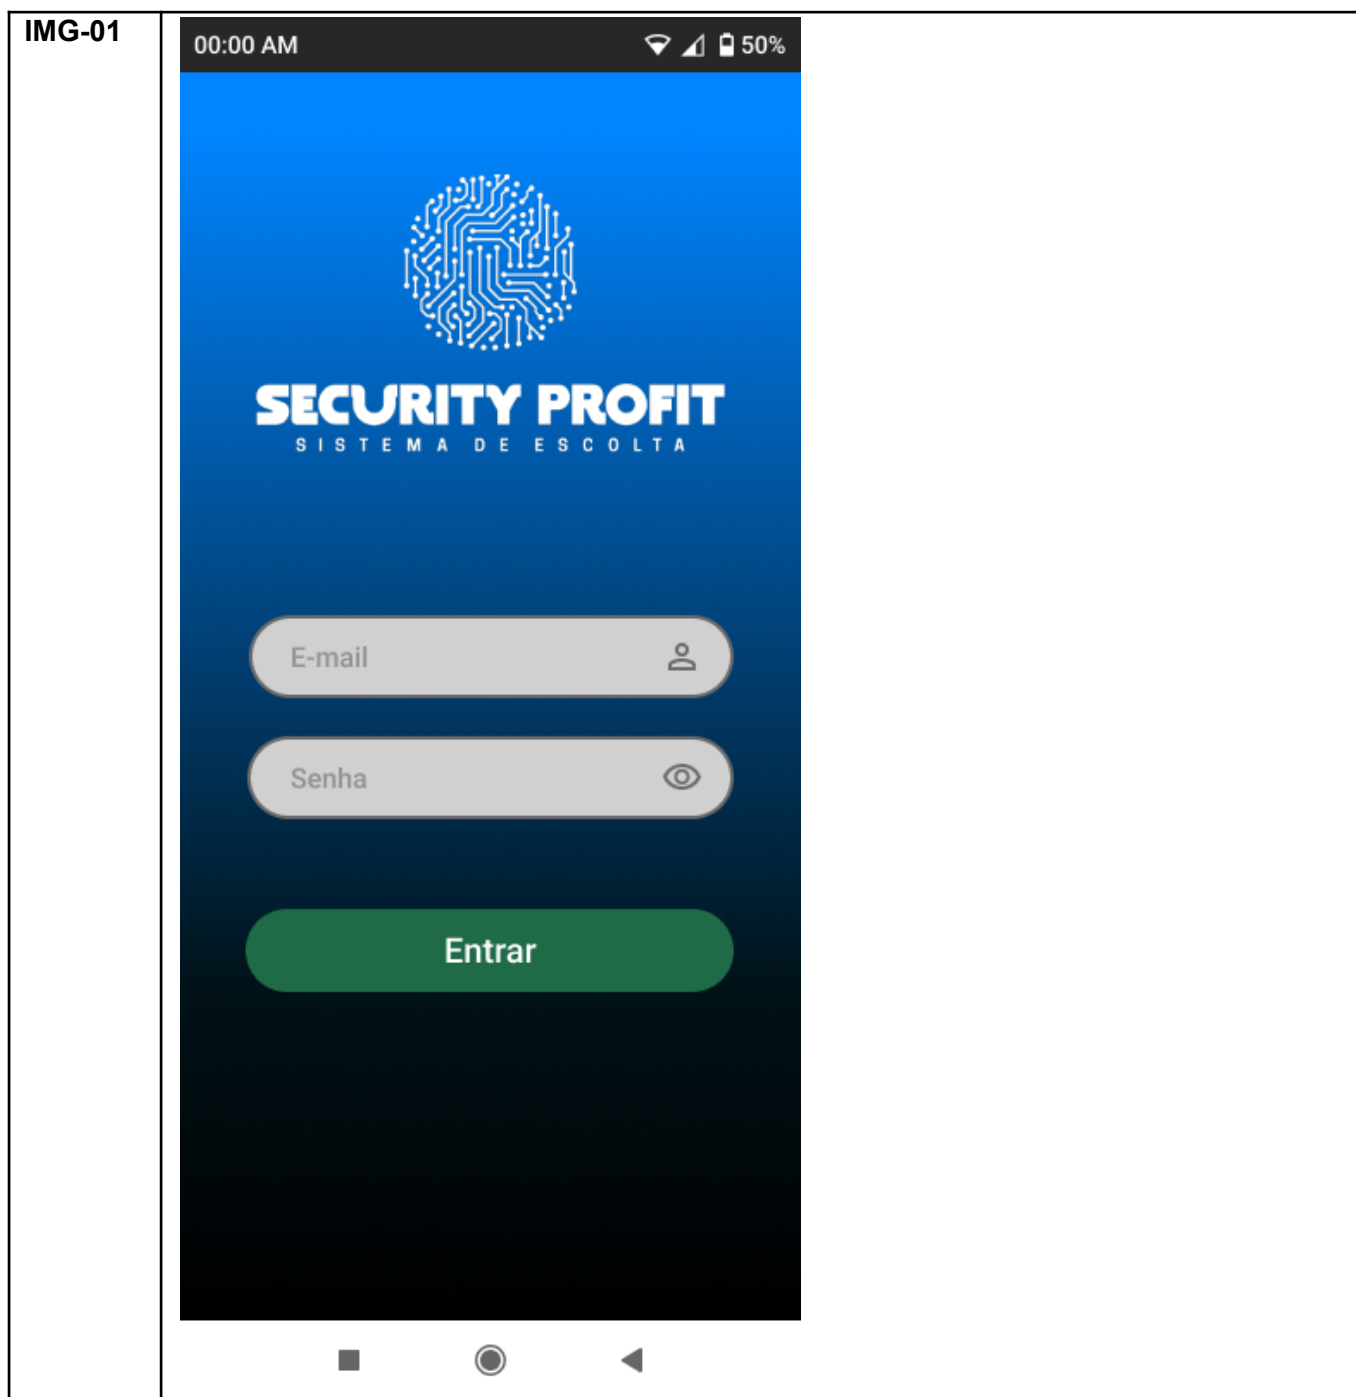 IMG-01
00:00 AM 50%
SECURITY PROFIT
SISTEMA DE ESCOLTA
E-mail
Senha
Entrar